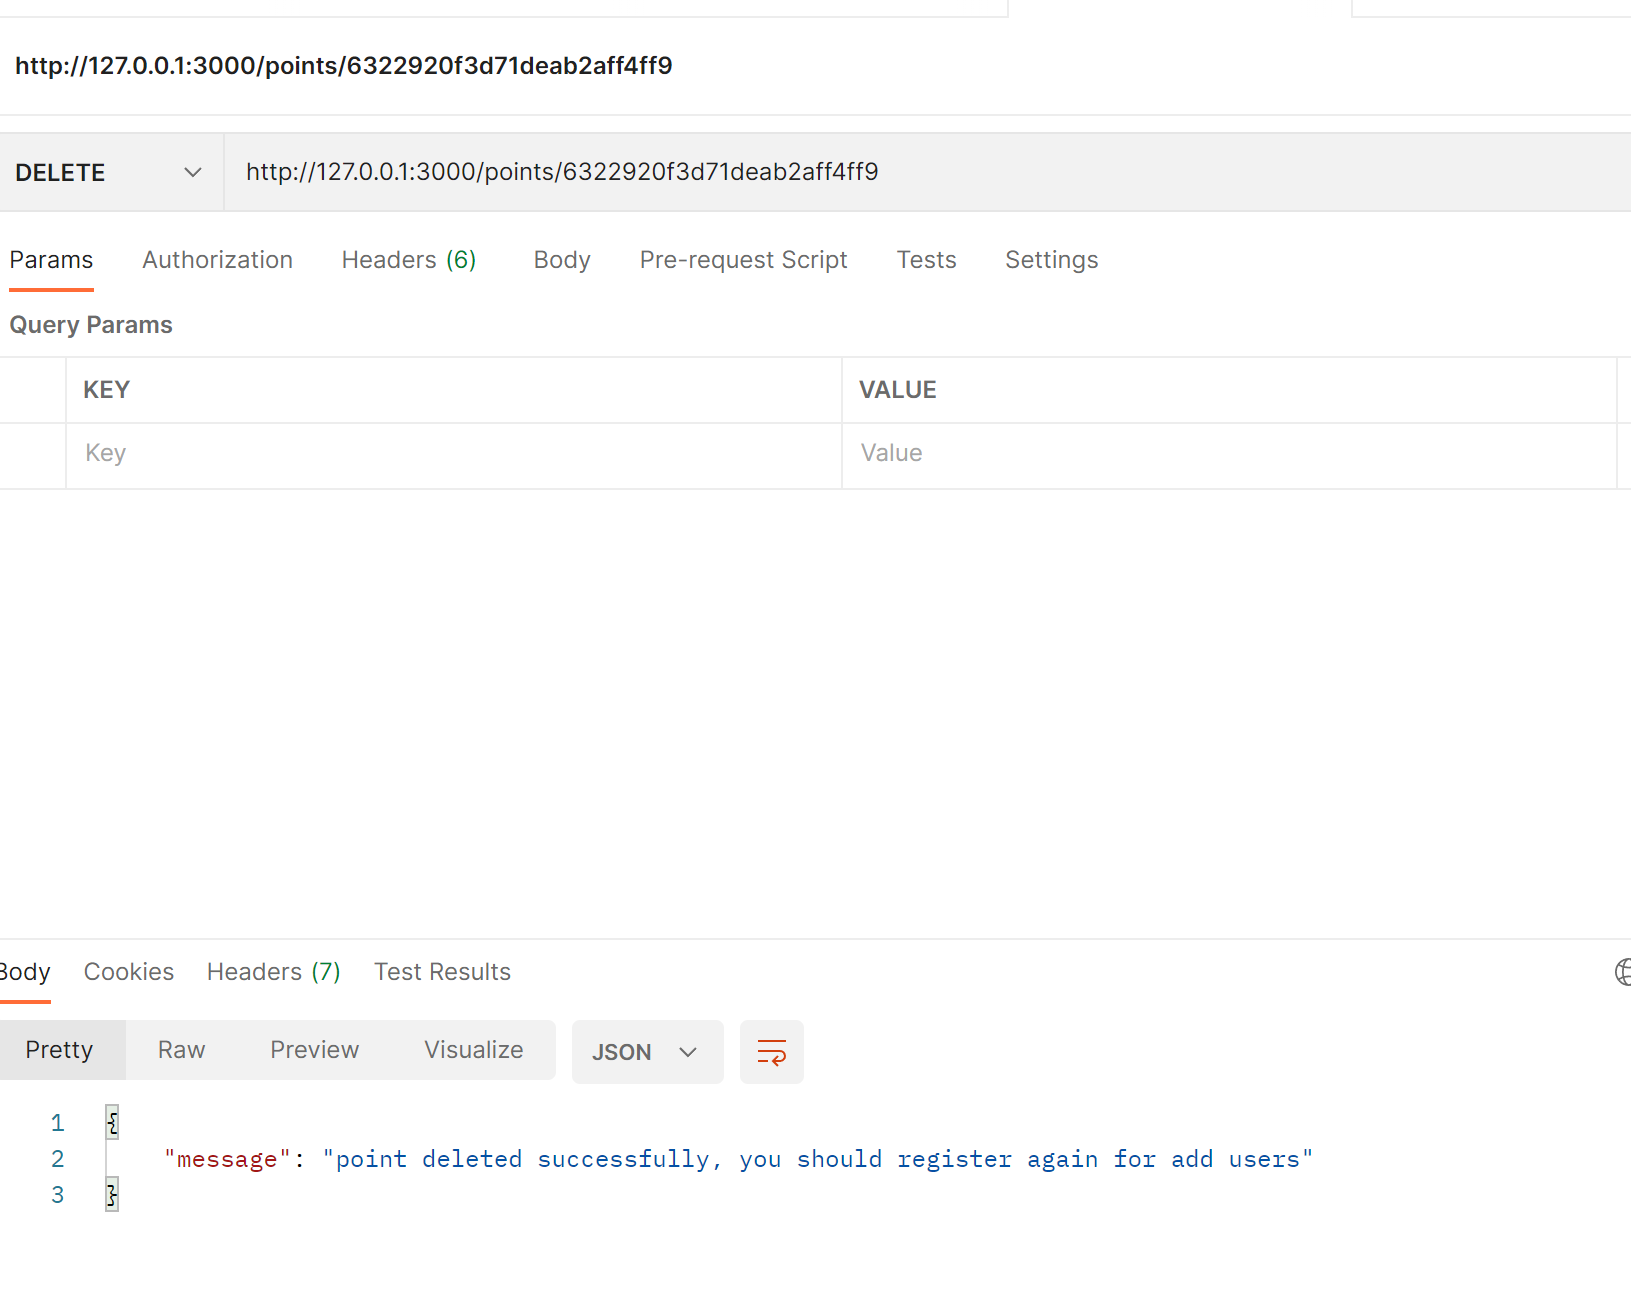 http://127.0.0.1:3000/points/6322920f3d71deab2aff4ff9
DELETE http://127.0.0.1:3000/points/6322920f3d71deab2aff4ff9
Params Authorization Headers (6) Body Pre-request Script Tests Settings
Query Params
KEY VALUE
Key Value
Body Cookies Headers (7) Test Results
Pretty Raw Preview Visualize JSON
1 {
2 "message": "point deleted successfully, you should register again for add users"
3 }